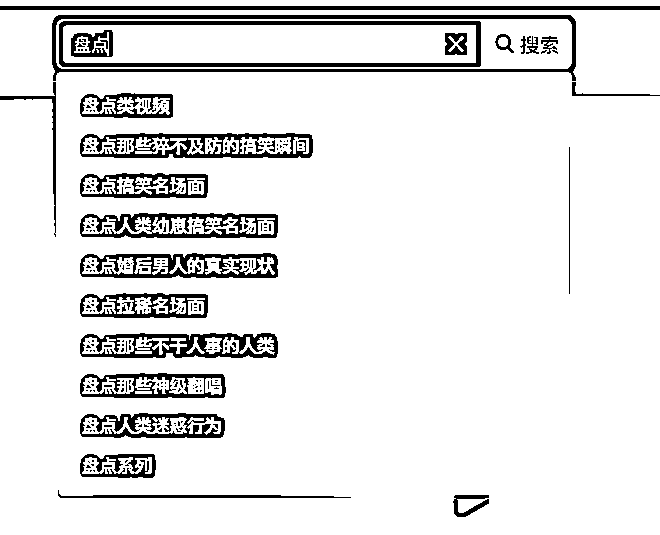 盘点
搜索
盘点类视频
盘点那些猝不及防的搞笑瞬间
盘点搞笑名场面
盘点人类幼崽搞笑名场面
盘点婚后男人的真实现状
盘点拉稀名场面
盘点那些不干人事的人类
盘点那些神级翻唱
盘点人类迷惑行为
盘点系列